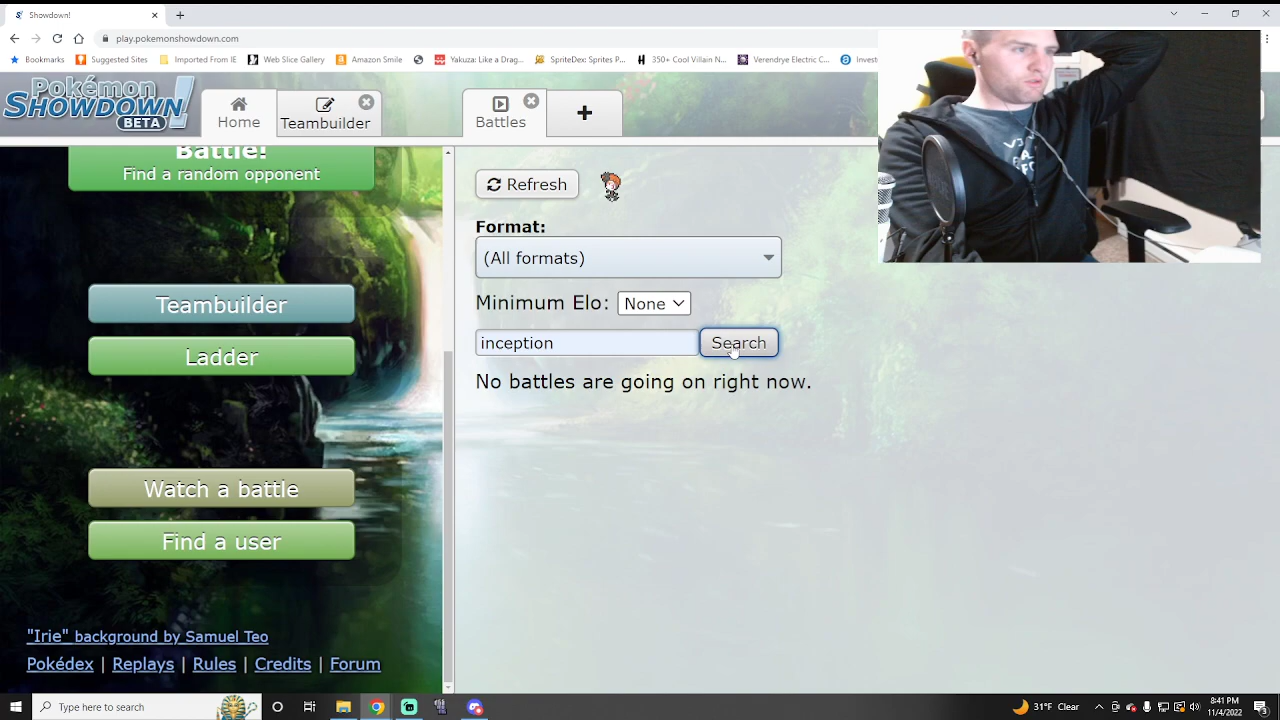 Showdown!
play.pokemonshowdown.com
Bookmarks
Suggested Sites
Imported From IE
Web Slice Gallery
Amazon Smile
Yakuza: Like a Drag...
SpriteDex: Sprites P...
350+ Cool Villain N...
Verendrye Electric C...
Invest
Pokémon
SHOWDOWN!
BETA
Home
Teambuilder
Battles
Battle!
Find a random opponent
Refresh
Format:
(All formats)
Minimum Elo: None
inception
Search
No battles are going on right now.
Teambuilder
Ladder
Watch a battle
Find a user
"Irie" background by Samuel Teo
Pokédex | Replays | Rules | Credits | Forum
Type here to search
31°F Clear
8:41 PM
11/4/2022
3